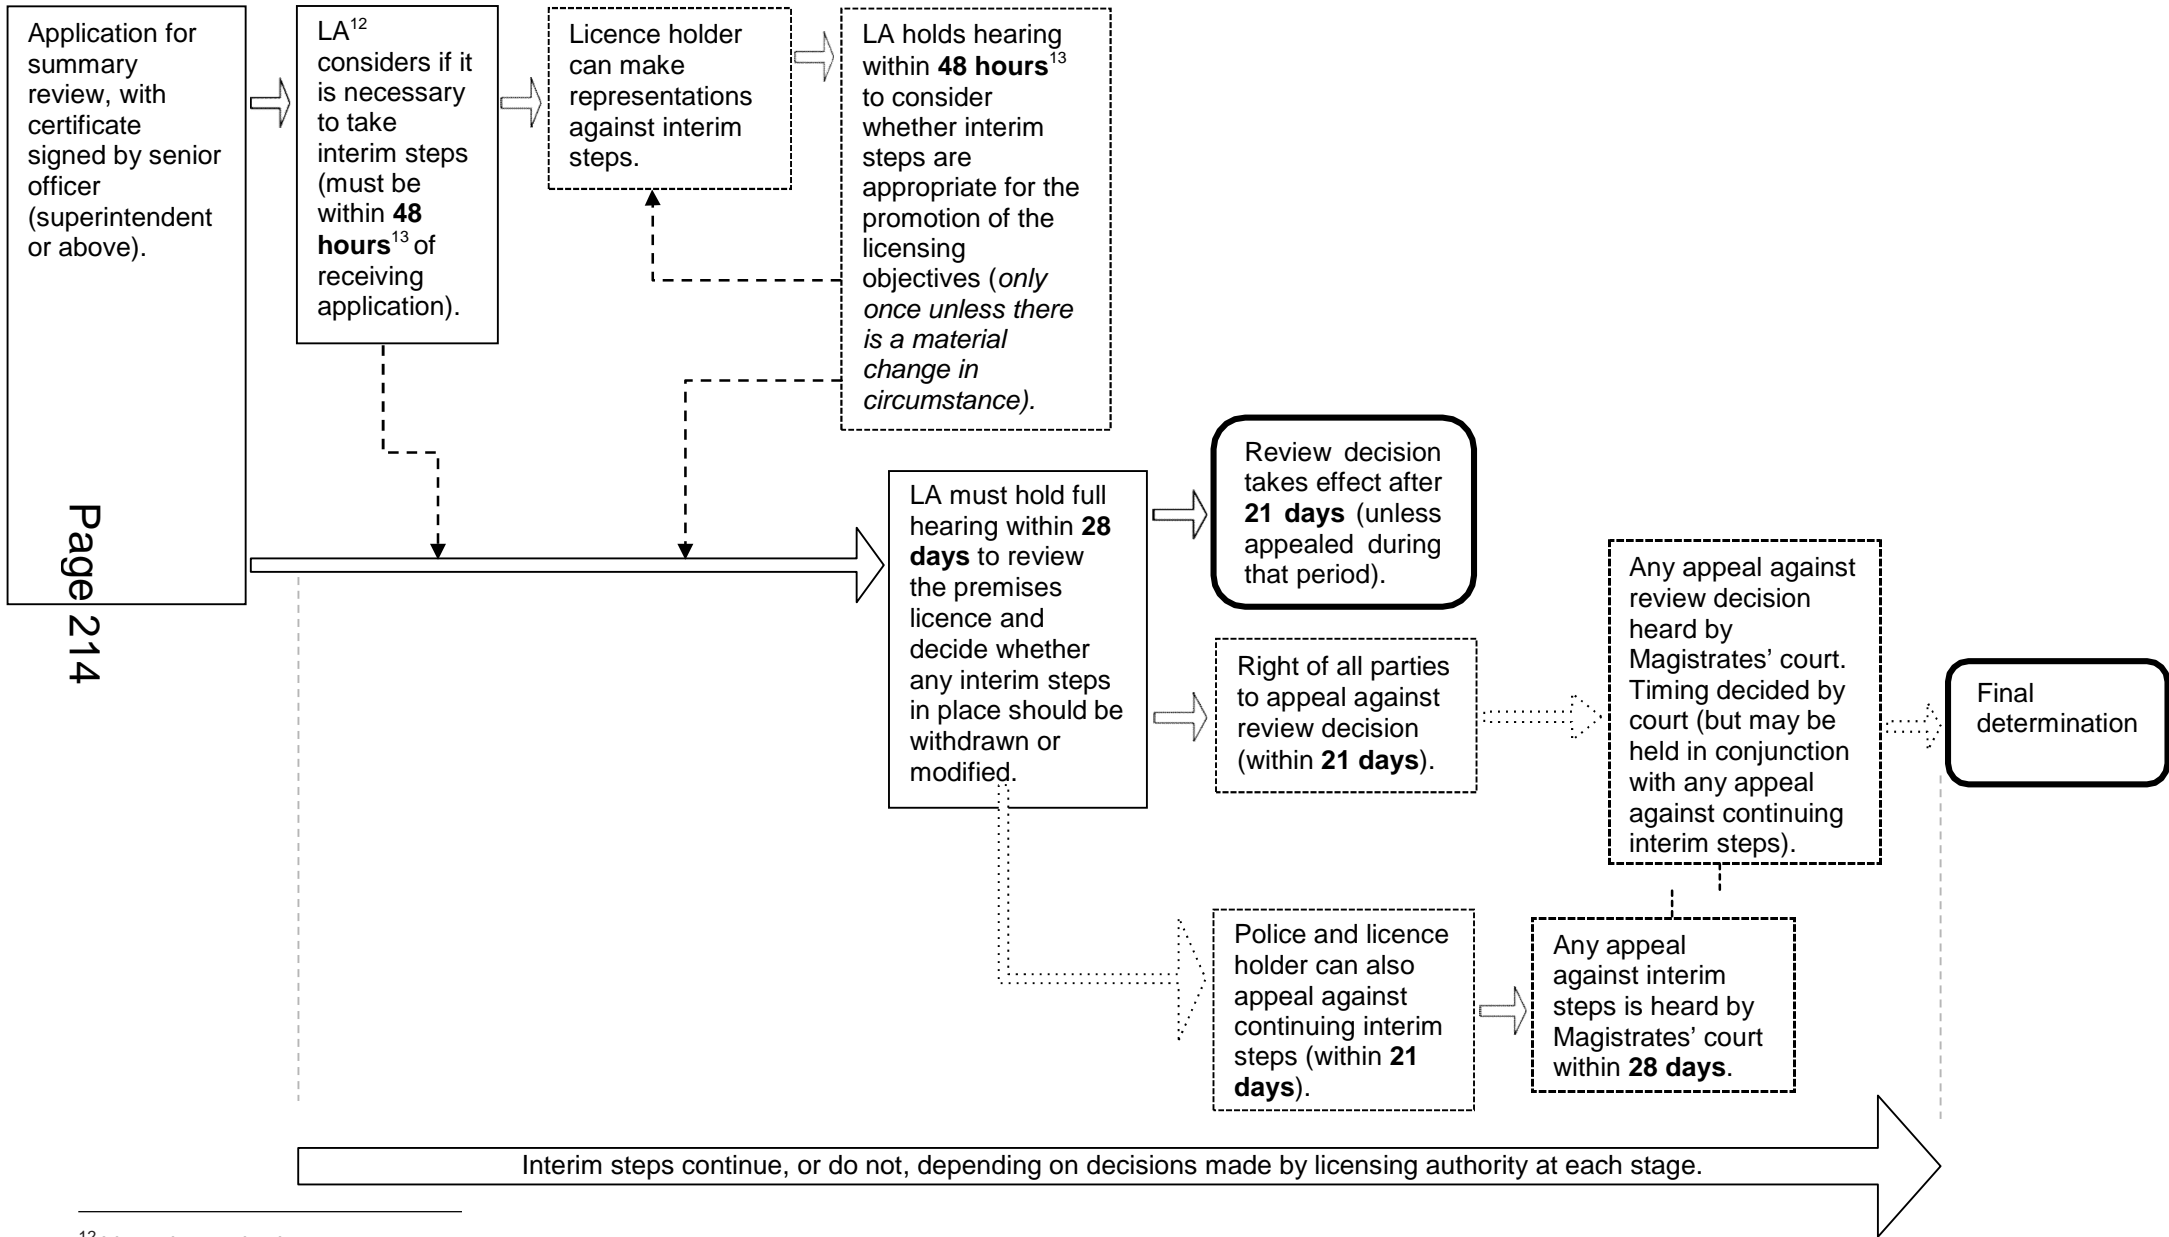 Application for
summary
review, with
certificate
signed by senior
officer
(superintendent
or above).
LA12
considers if it
is necessary
to take
interim steps
(must be
within 48
hours13 of
receiving
application).
Licence holder
can make
representations
against interim
steps.
LA holds hearing
within 48 hours13
to consider
whether interim
steps are
appropriate for the
promotion of the
licensing
objectives (only
once unless there
is a material
change in
circumstance).
LA must hold full
hearing within 28
days to review
the premises
licence and
decide whether
any interim steps
in place should be
withdrawn or
modified.
Review decision
takes effect after
21 days (unless
appealed during
that period).
Right of all parties
to appeal against
review decision
(within 21 days).
Any appeal against
review decision
heard by
Magistrates’ court.
Timing decided by
court (but may be
held in conjunction
with any appeal
against continuing
interim steps).
Final
determination
Police and licence
holder can also
appeal against
continuing interim
steps (within 21
days).
Any appeal
against interim
steps is heard by
Magistrates’ court
within 28 days.
Interim steps continue, or do not, depending on decisions made by licensing authority at each stage.
Page 214
12